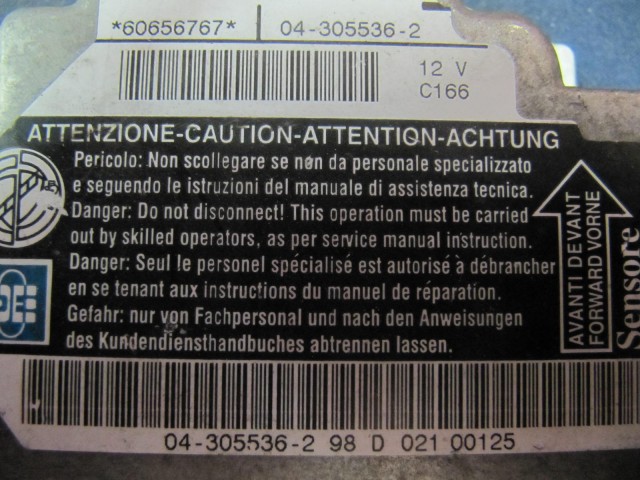 *60656767* 04-305536-2
12 V
C166
ATTENZIONE-CAUTION-ATTENTION-ACHTUNG
Pericolo: Non scollegare se non da personale specializzato
e seguendo le istruzioni del manuale di assistenza tecnica.
Danger: Do not disconnect! This operation must be carried
out by skilled operators, as per service manual instruction.
Danger: Seul le personel spécialisé est autorisé à débrancher
en se tenant aux instructions du manuel de réparation.
Gefahr: nur von Fachpersonal und nach den Anweisungen
des Kundendiensthandbuches abtrennen lassen.
AVANTI DEVANT
FORWARD VORNE
Sensore
04-305536-2 98 D 021 00125